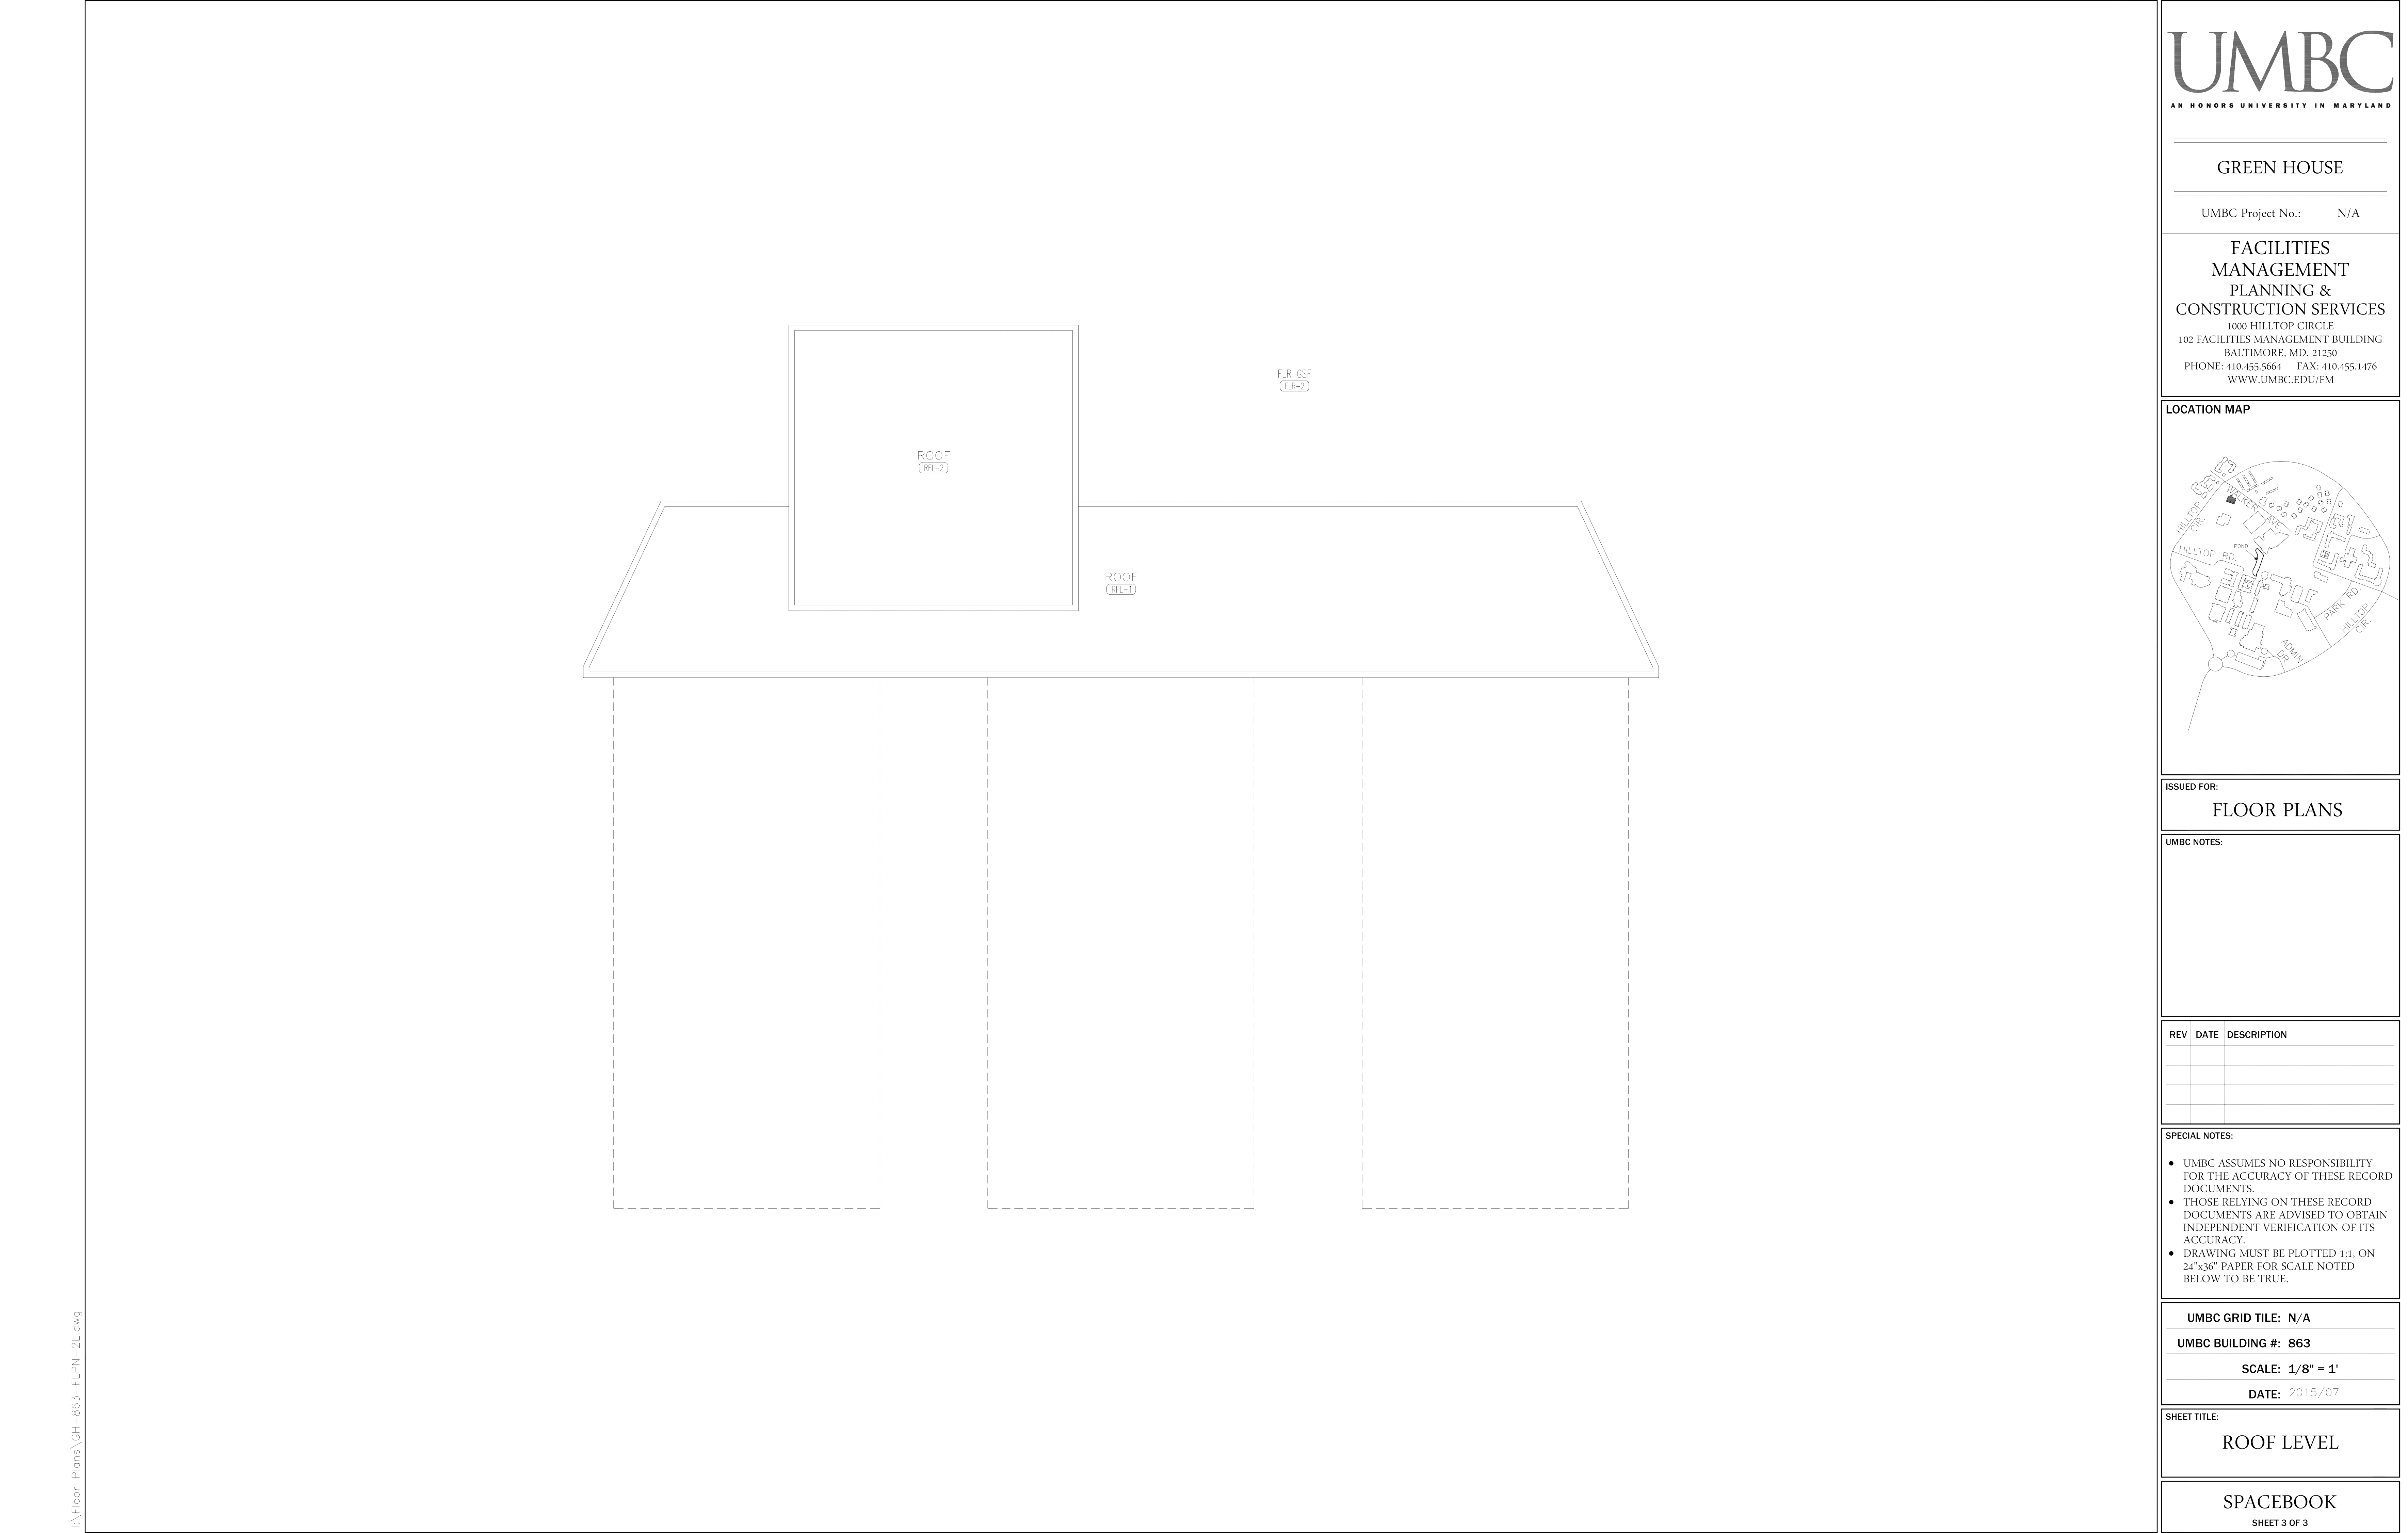 FLR GSF
FLR-2
ROOF
RFL-2
ROOF
RFL-1
I:\Floor Plans\GH-863-FLPN-2L.dwg
UMBC
AN HONORS UNIVERSITY IN MARYLAND
GREEN HOUSE
UMBC Project No.: N/A
FACILITIES
MANAGEMENT
PLANNING &
CONSTRUCTION SERVICES
1000 HILLTOP CIRCLE
102 FACILITIES MANAGEMENT BUILDING
BALTIMORE, MD. 21250
PHONE: 410.455.5664 FAX: 410.455.1476
WWW.UMBC.EDU/FM
LOCATION MAP
WALKER AVE.
HILLTOP
CIR.
POND
HILLTOP RD.
PARK RD.
HILLTOP
CIR.
ADMIN
DR.
ISSUED FOR:
FLOOR PLANS
UMBC NOTES:
REV DATE DESCRIPTION
SPECIAL NOTES:
● UMBC ASSUMES NO RESPONSIBILITY
FOR THE ACCURACY OF THESE RECORD
DOCUMENTS.
● THOSE RELYING ON THESE RECORD
DOCUMENTS ARE ADVISED TO OBTAIN
INDEPENDENT VERIFICATION OF ITS
ACCURACY.
● DRAWING MUST BE PLOTTED 1:1, ON
24"x36" PAPER FOR SCALE NOTED
BELOW TO BE TRUE.
UMBC GRID TILE: N/A
UMBC BUILDING #: 863
SCALE: 1/8" = 1'
DATE: 2015/07
SHEET TITLE:
ROOF LEVEL
SPACEBOOK
SHEET 3 OF 3